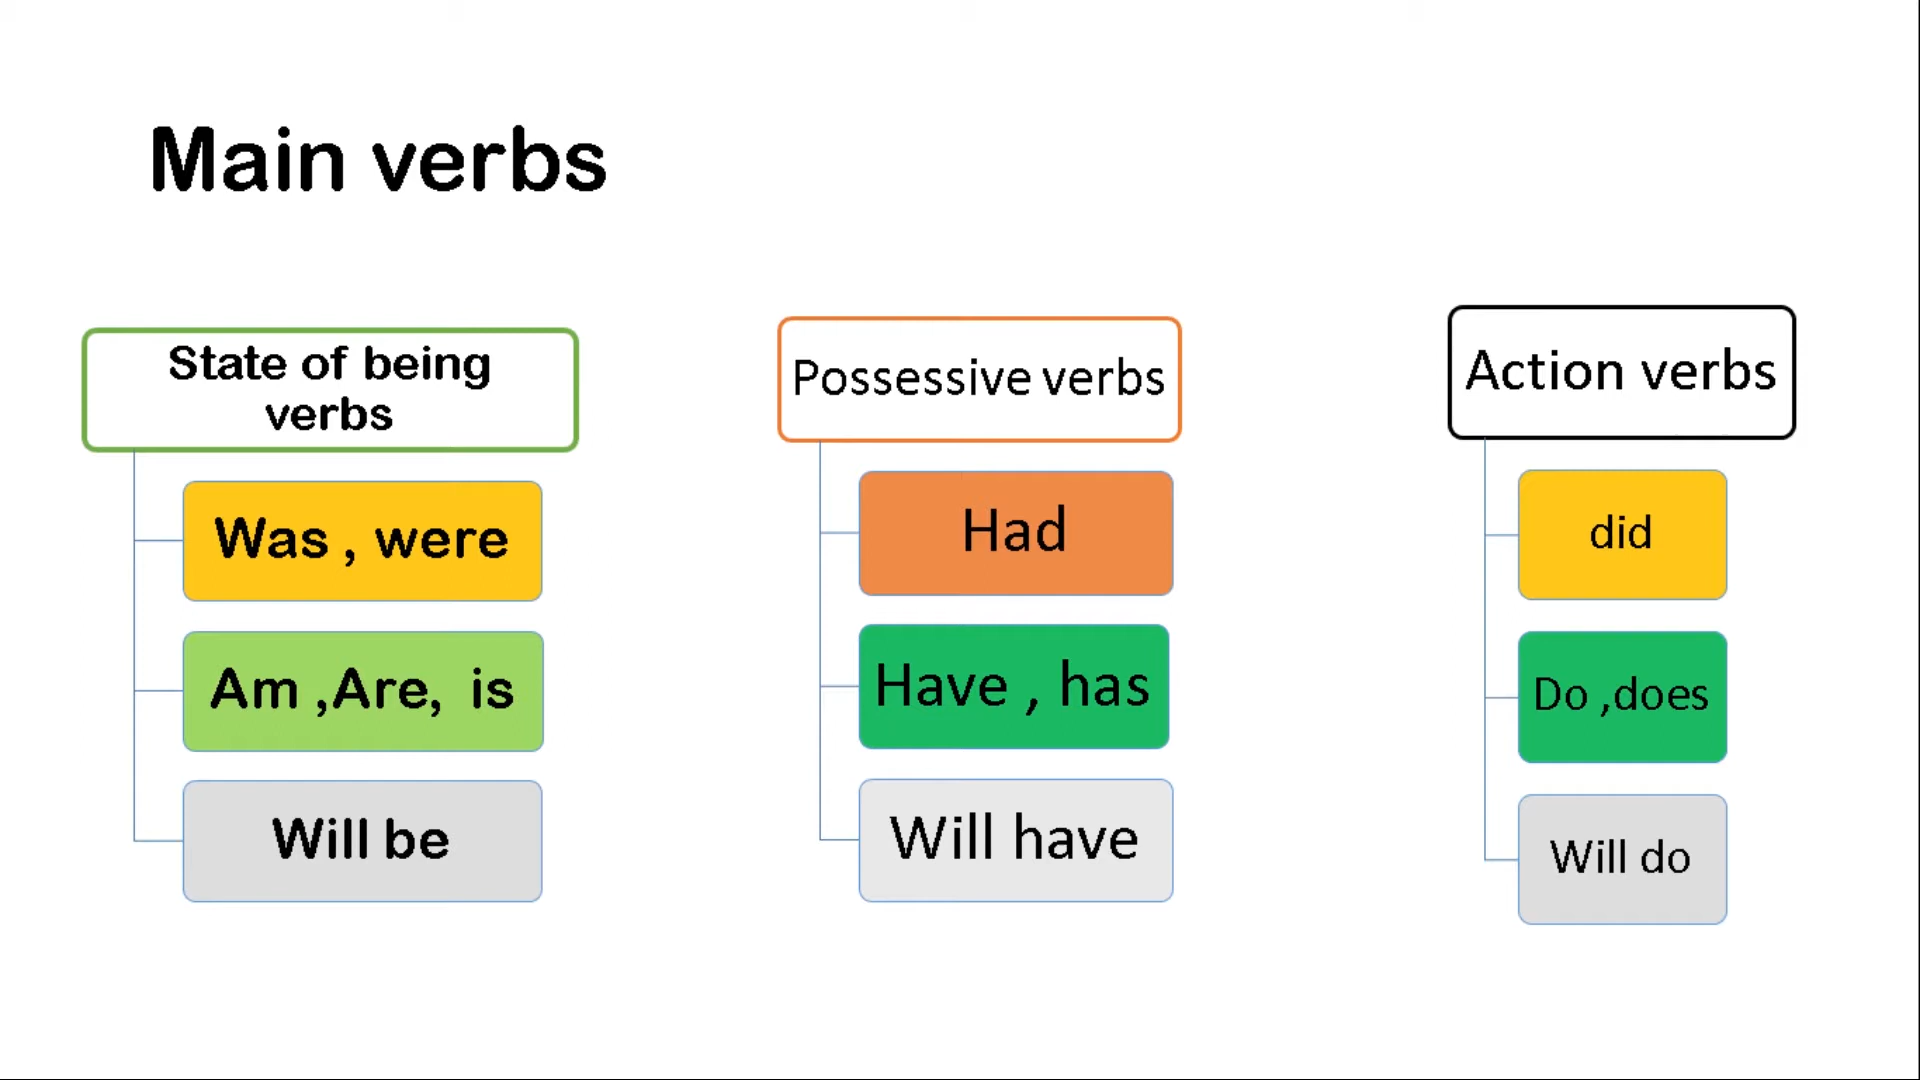 Main verbs
State of being
verbs
Was , were
Am ,Are, is
Will be
Possessive verbs
Had
Have , has
Will have
Action verbs
did
Do ,does
Will do